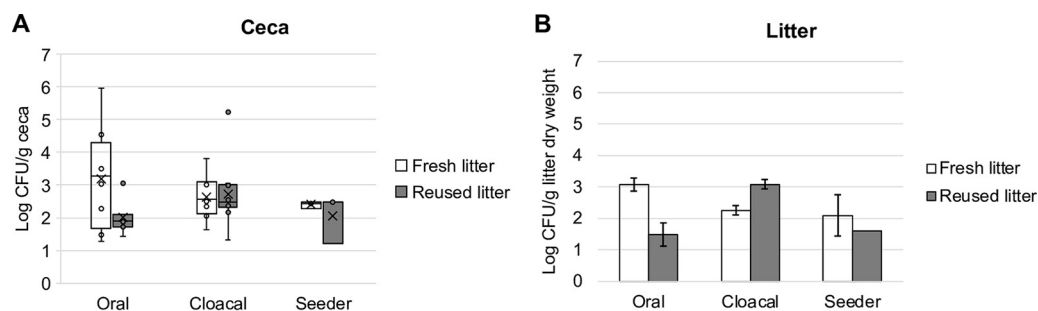 A
Ceca
Log CFU/g ceca
7
6
5
4
3
2
1
0
Oral
Cloacal
Seeder
Fresh litter
Reused litter
B
Litter
Log CFU/g litter dry weight
7
6
5
4
3
2
1
0
Oral
Cloacal
Seeder
Fresh litter
Reused litter